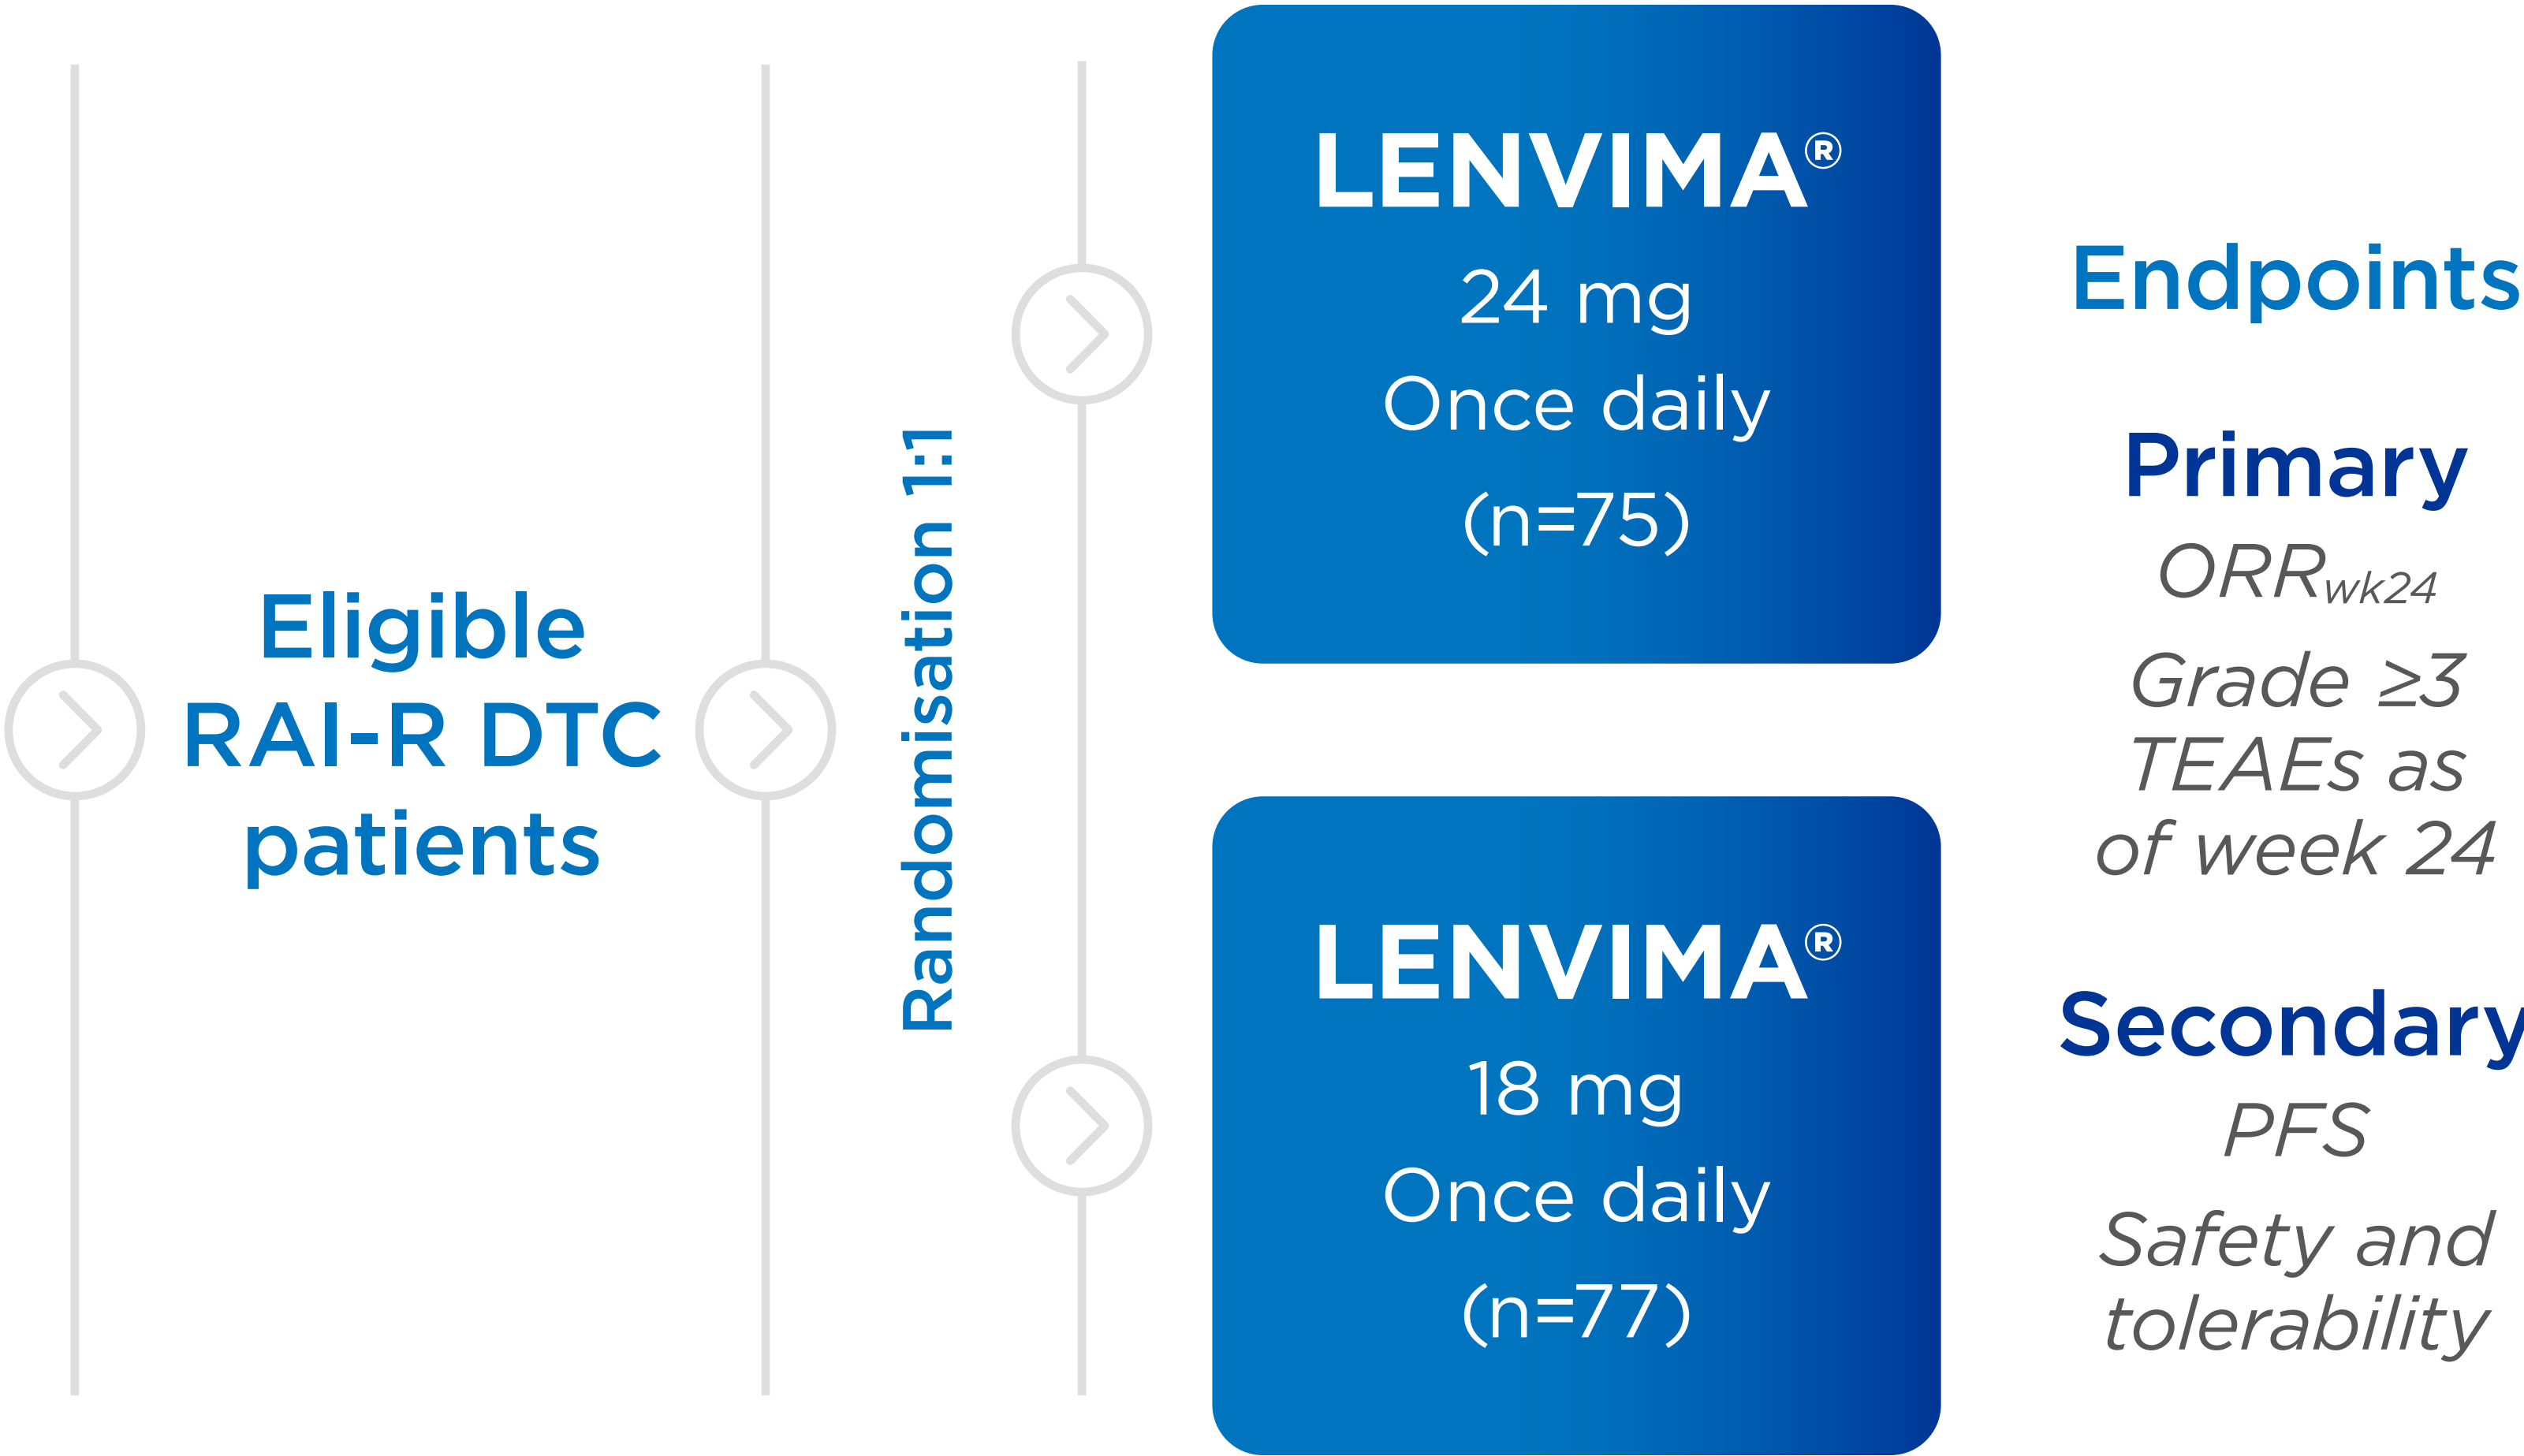 Eligible
RAI-R DTC
patients
Randomisation 1:1
LENVIMA®
24 mg
Once daily
(n=75)
LENVIMA®
18 mg
Once daily
(n=77)
Endpoints
Primary
ORRwk24
Grade ≥3
TEAEs as
of week 24
Secondary
PFS
Safety and
tolerability